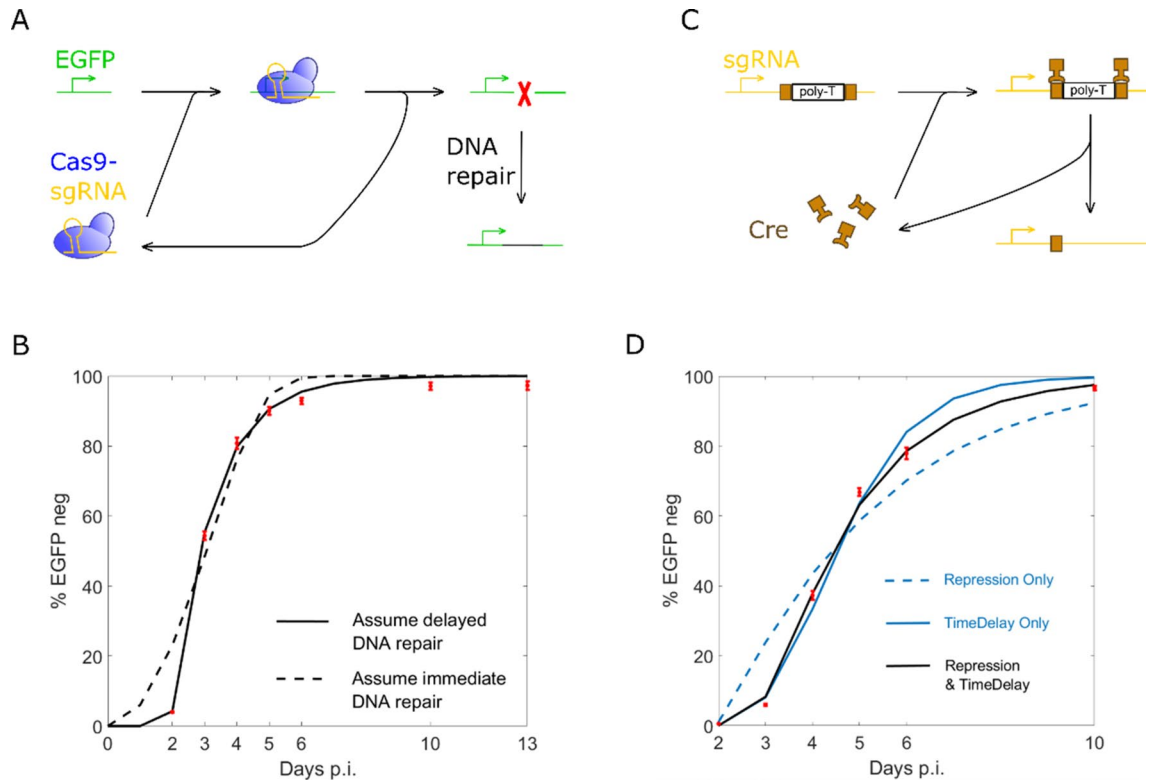 A
EGFP
Cas9-
sgRNA
DNA
repair
C
sgRNA
poly-T
poly-T
Cre
B
% EGFP neg
100
80
60
40
20
0
0 2 3 4 5 6 10 13
Days p.i.
Assume delayed
DNA repair
Assume immediate
DNA repair
D
% EGFP neg
100
80
60
40
20
0
2 3 4 5 6 10
Days p.i.
Repression Only
TimeDelay Only
Repression
& TimeDelay